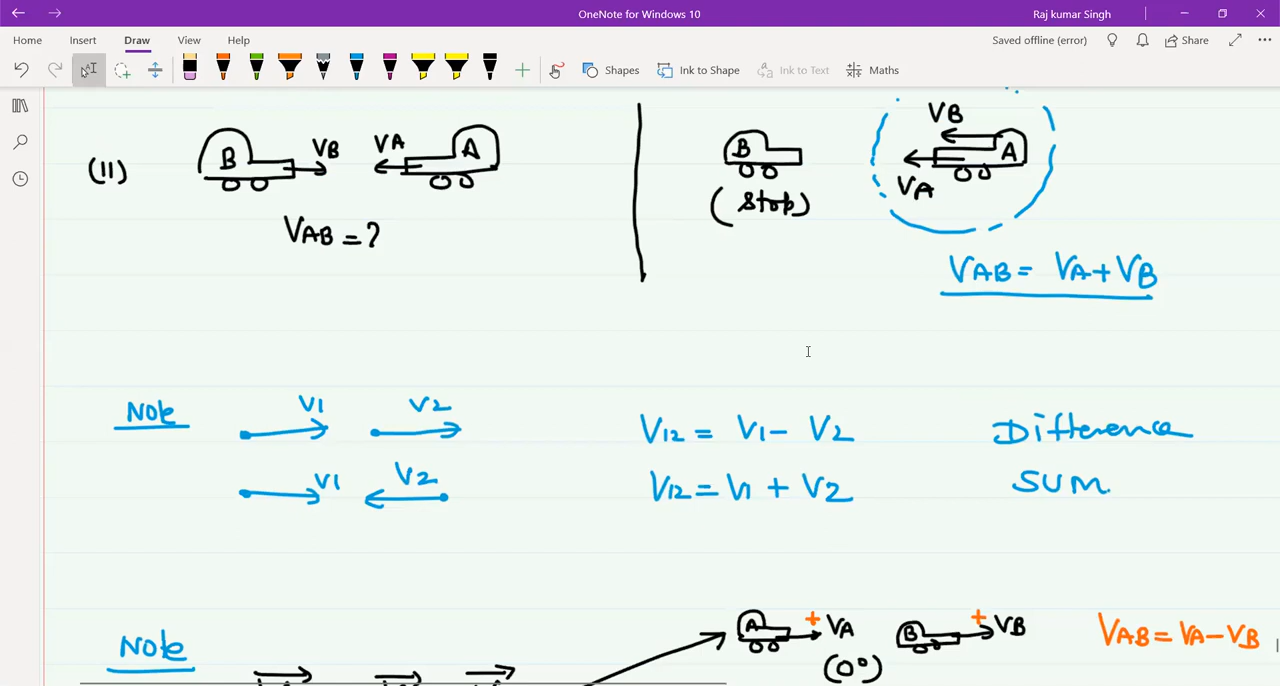 OneNote for Windows 10
Raj kumar Singh
Home Insert Draw View Help
Saved offline (error) Share
Shapes Ink to Shape Ink to Text Maths
(11) B VB VA A
VAB = ?
B
(Stop)
VB
A
VA
VAB = VA + VB
Note V1 V2 V12 = V1 - V2 Difference
V1 V2 V12 = V1 + V2 SUM
Note
A + VA B + VB VAB = VA - VB
(0°)